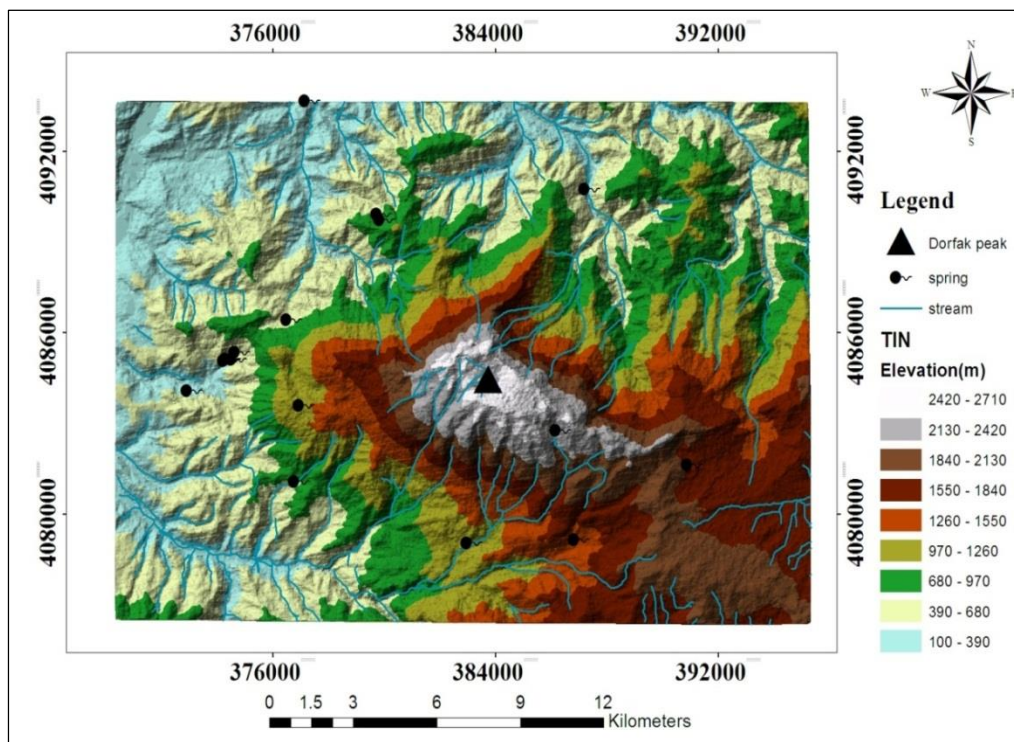 376000 384000 392000
N
W E
S
4092000 4092000
4086000 4086000
4080000 4080000
Legend
Dorfak peak
spring
stream
TIN
Elevation(m)
2420 - 2710
2130 - 2420
1840 - 2130
1550 - 1840
1260 - 1550
970 - 1260
680 - 970
390 - 680
100 - 390
376000 384000 392000
0 1.5 3 6 9 12
Kilometers